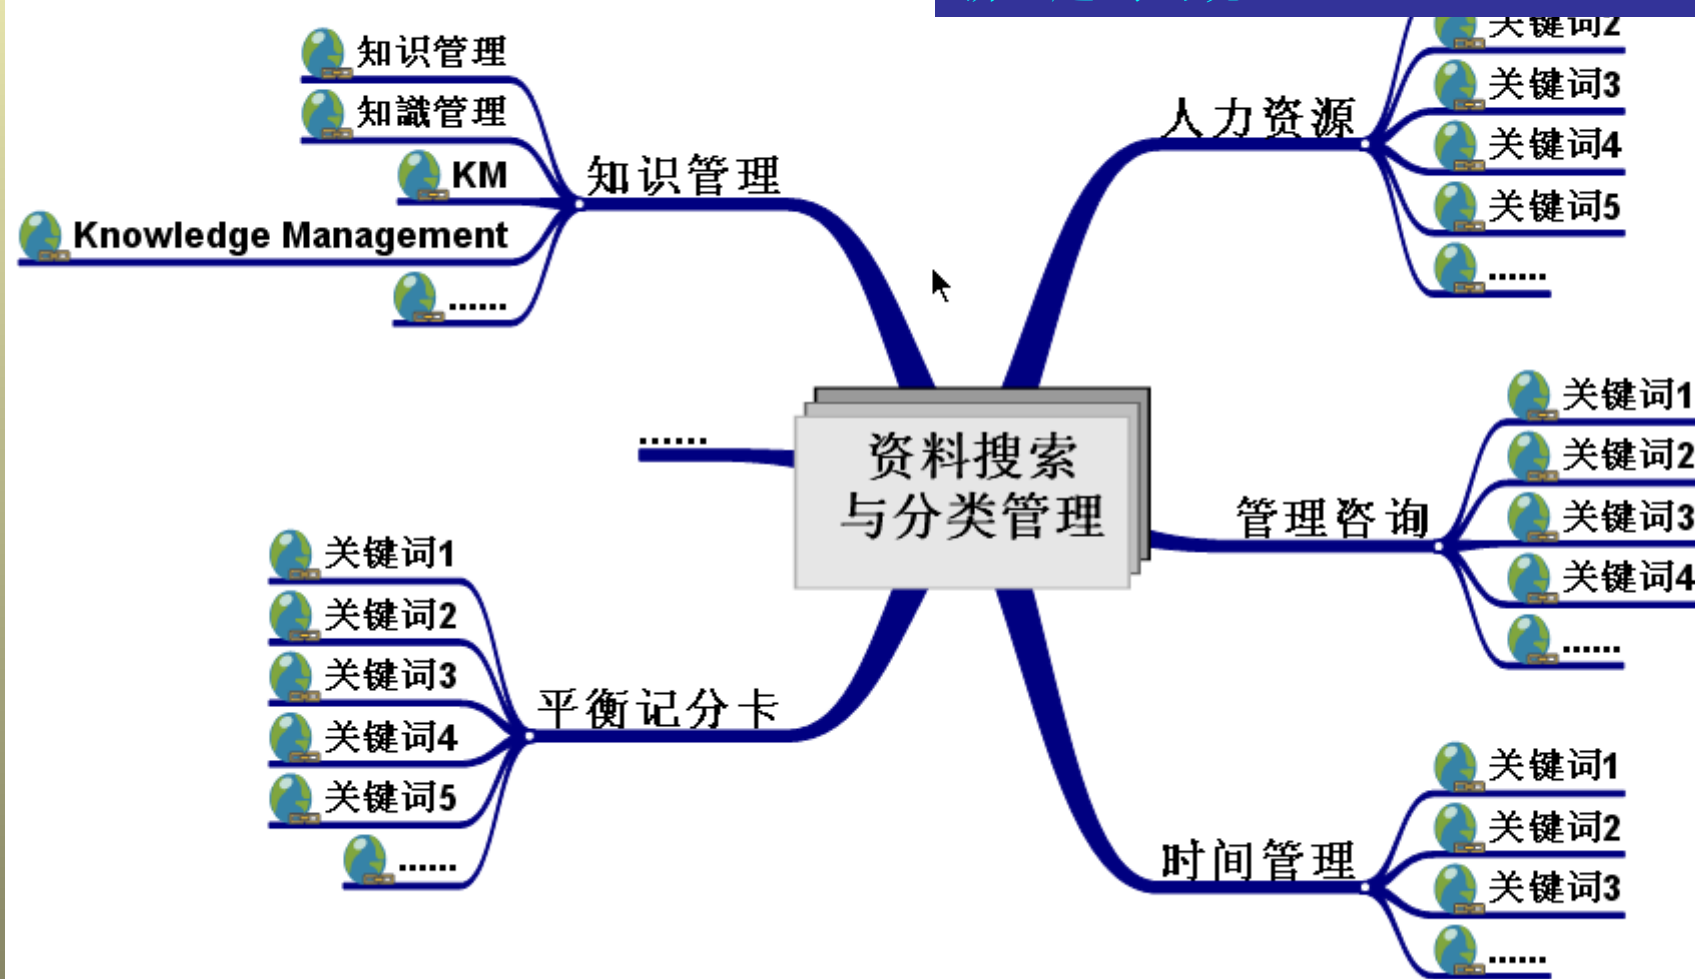 知识管理
知識管理
KM
Knowledge Management
......
知识管理
人力资源
关键词2
关键词3
关键词4
关键词5
......
资料搜索
与分类管理
......
管理咨询
关键词1
关键词2
关键词3
关键词4
......
平衡记分卡
关键词1
关键词2
关键词3
关键词4
关键词5
......
时间管理
关键词1
关键词2
关键词3
......